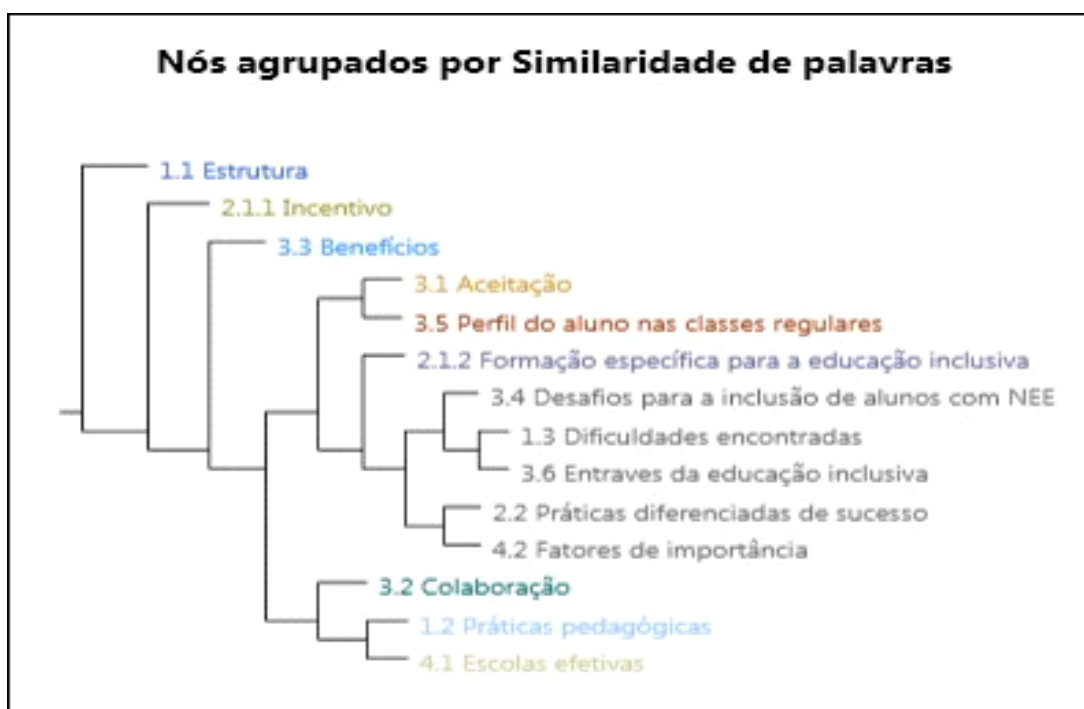 Nós agrupados por Similaridade de palavras
1.1 Estrutura
2.1.1 Incentivo
3.3 Benefícios
3.1 Aceitação
3.5 Perfil do aluno nas classes regulares
2.1.2 Formação específica para a educação inclusiva
3.4 Desafios para a inclusão de alunos com NEE
1.3 Dificuldades encontradas
3.6 Entraves da educação inclusiva
2.2 Práticas diferenciadas de sucesso
4.2 Fatores de importância
3.2 Colaboração
1.2 Práticas pedagógicas
4.1 Escolas efetivas